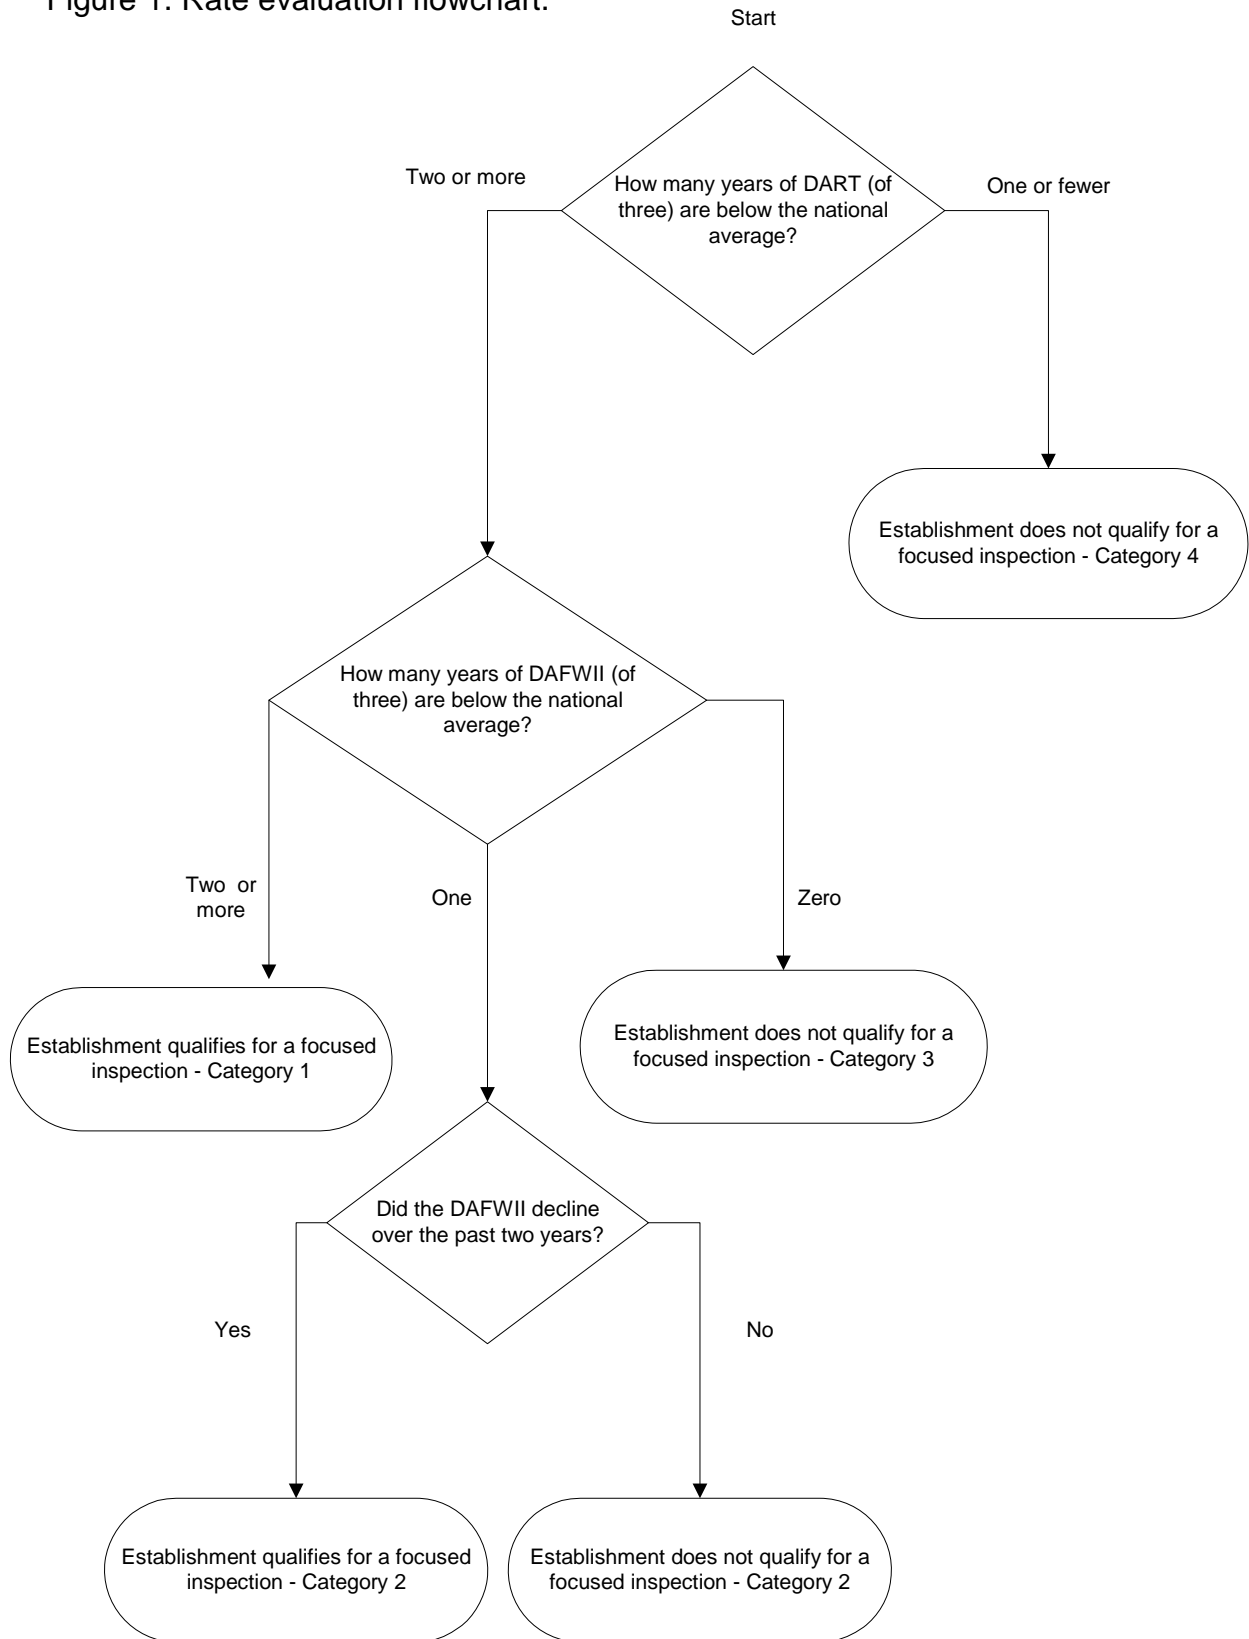 Figure 1. Rate evaluation flowchart.
Start
Two or more
How many years of DART (of
three) are below the national
average?
One or fewer
Establishment does not qualify for a
focused inspection - Category 4
How many years of DAFWII (of
three) are below the national
average?
Two or
more
One
Zero
Establishment qualifies for a focused
inspection - Category 1
Establishment does not qualify for a
focused inspection - Category 3
Did the DAFWII decline
over the past two years?
Yes
No
Establishment qualifies for a focused
inspection - Category 2
Establishment does not qualify for a
focused inspection - Category 2